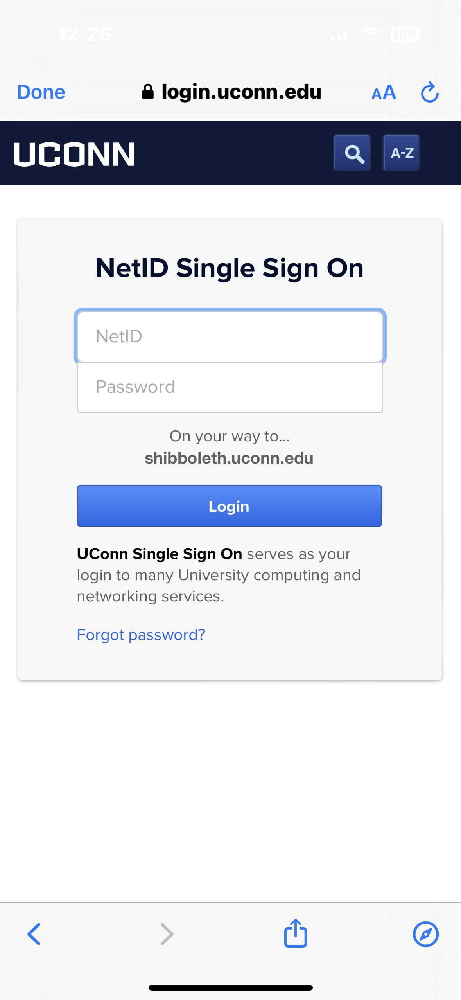 12:25
100
Done
login.uconn.edu
AA
UCONN
A-Z
NetID Single Sign On
NetID
Password
On your way to...
shibboleth.uconn.edu
Login
UConn Single Sign On serves as your
login to many University computing and
networking services.
Forgot password?